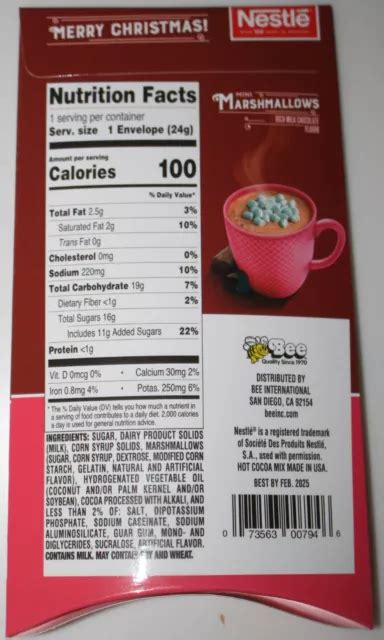 MERRY CHRISTMAS!
Nestlé
Nutrition Facts
1 serving per container
Serv. size 1 Envelope (24g)
Amount per serving
Calories 100
% Daily Value*
Total Fat 2.5g 3%
Saturated Fat 2g 10%
Trans Fat 0g
Cholesterol 0mg 0%
Sodium 220mg 10%
Total Carbohydrate 19g 7%
Dietary Fiber <1g 2%
Total Sugars 16g
Includes 11g Added Sugars 22%
Protein <1g
Vit. D 0mcg 0% • Calcium 30mg 2%
Iron 0.8mg 4% • Potas. 250mg 6%
* The % Daily Value (DV) tells you how much a nutrient in
a serving of food contributes to a daily diet. 2,000 calories
a day is used for general nutrition advice.
INGREDIENTS: SUGAR, DAIRY PRODUCT SOLIDS
(MILK), CORN SYRUP SOLIDS, MARSHMALLOWS
(SUGAR, CORN SYRUP, DEXTROSE, MODIFIED CORN
STARCH, GELATIN, NATURAL AND ARTIFICIAL
FLAVOR), HYDROGENATED VEGETABLE OIL
(COCONUT AND/OR PALM KERNEL AND/OR
SOYBEAN), COCOA PROCESSED WITH ALKALI, AND
LESS THAN 2% OF: SALT, DIPOTASSIUM
PHOSPHATE, SODIUM CASEINATE, SODIUM
ALUMINOSILICATE, GUAR GUM, MONO- AND
DIGLYCERIDES, SUCRALOSE, ARTIFICIAL FLAVOR.
CONTAINS MILK. MAY CONTAIN SOY AND WHEAT.
MINI
MARSHMALLOWS
RICH MILK CHOCOLATE
FLAVOR
Bee
Quality Since 1970
DISTRIBUTED BY
BEE INTERNATIONAL
SAN DIEGO, CA 92154
beeinc.com
Nestlé® is a registered trademark
of Société Des Produits Nestlé,
S.A., used with permission.
HOT COCOA MIX MADE IN USA.
BEST BY FEB. 2025
0 73563 00794 6